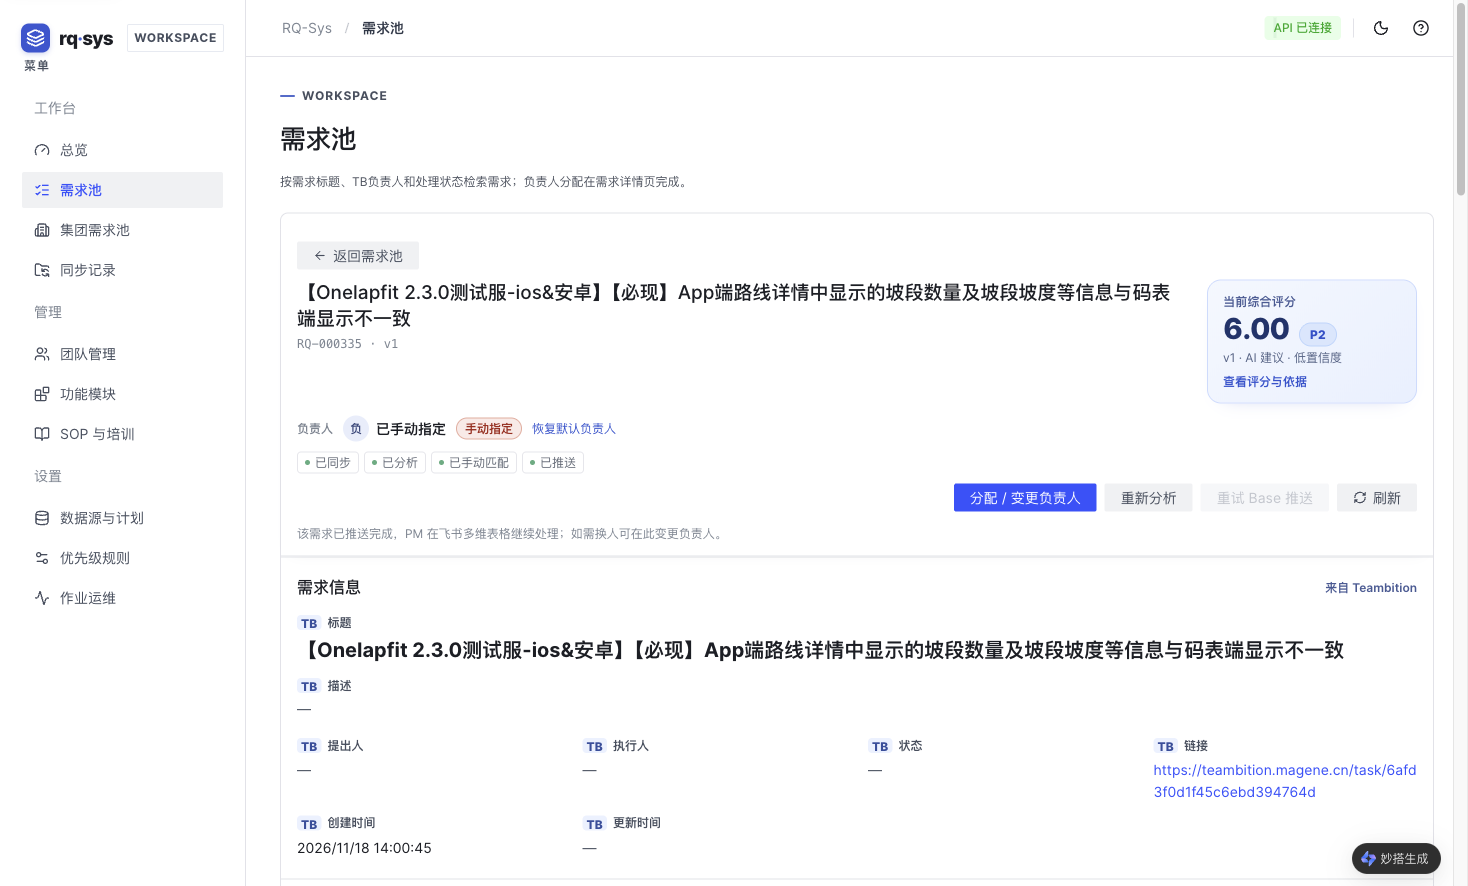 rq·sys
WORKSPACE
菜单
工作台
总览
需求池
集团需求池
同步记录
管理
团队管理
功能模块
SOP 与培训
设置
数据源与计划
优先级规则
作业运维
RQ-Sys / 需求池
API 已连接
WORKSPACE
需求池
按需求标题、TB负责人和处理状态检索需求；负责人分配在需求详情页完成。
返回需求池
【Onelapfit 2.3.0测试服-ios&安卓】【必现】App端路线详情中显示的坡段数量及坡段坡度等信息与码表
端显示不一致
RQ-000335 · v1
当前综合评分
6.00 P2
v1 · AI 建议 · 低置信度
查看评分与依据
负责人 负 已手动指定 手动指定 恢复默认负责人
已同步 已分析 已手动匹配 已推送
分配 / 变更负责人 重新分析 重试 Base 推送 刷新
该需求已推送完成，PM 在飞书多维表格继续处理；如需换人可在此变更负责人。
需求信息
来自 Teambition
TB 标题
【Onelapfit 2.3.0测试服-ios&安卓】【必现】App端路线详情中显示的坡段数量及坡段坡度等信息与码表端显示不一致
TB 描述
—
TB 提出人
—
TB 执行人
—
TB 状态
—
TB 链接
https://teambition.magene.cn/task/6afd
3f0d1f45c6ebd394764d
TB 创建时间
2026/11/18 14:00:45
TB 更新时间
—
妙搭生成